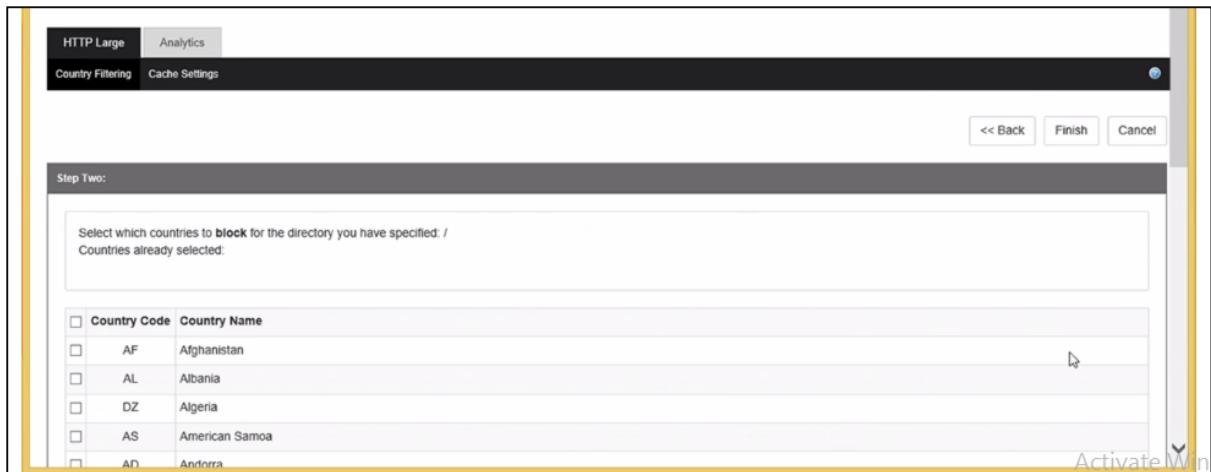 HTTP Large Analytics
Country Filtering Cache Settings
<< Back Finish Cancel
Step Two:
Select which countries to block for the directory you have specified: /
Countries already selected:
Country Code Country Name
AF Afghanistan
AL Albania
DZ Algeria
AS American Samoa
AD Andorra
Activate Win